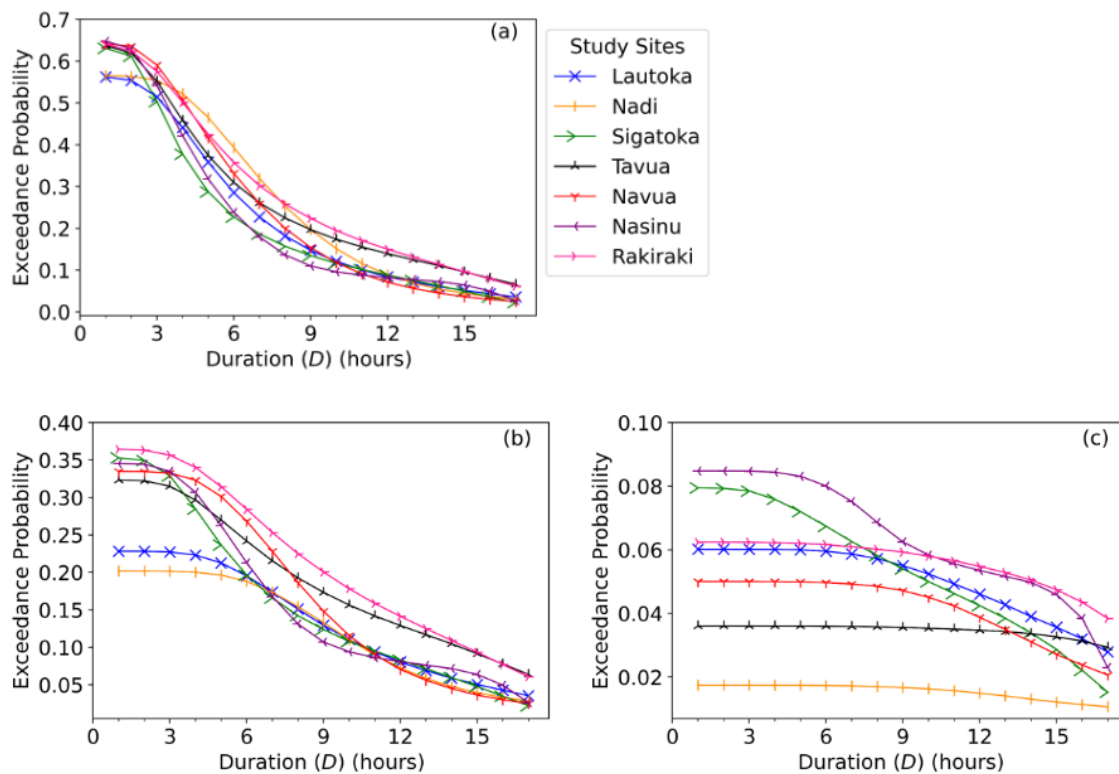 0.7
0.6
0.5
0.4
0.3
0.2
0.1
0.0
Exceedance Probability
(a)
0 3 6 9 12 15
Duration (D) (hours)
Study Sites
Lautoka
Nadi
Sigatoka
Tavua
Navua
Nasinu
Rakiraki
0.40
0.35
0.30
0.25
0.20
0.15
0.10
0.05
Exceedance Probability
(b)
0 3 6 9 12 15
Duration (D) (hours)
0.10
0.08
0.06
0.04
0.02
Exceedance Probability
(c)
0 3 6 9 12 15
Duration (D) (hours)